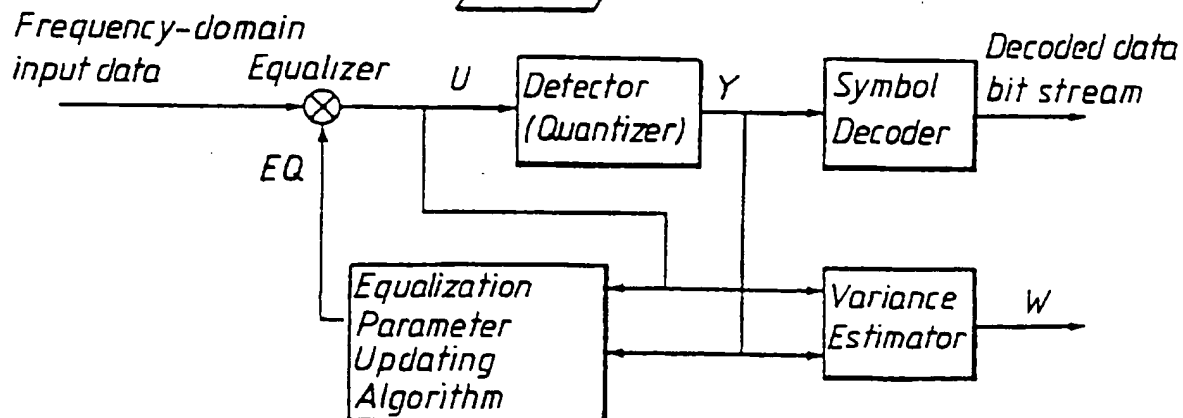 Frequency-domain
input data
Equalizer
U
Detector
(Quantizer)
Y
Symbol
Decoder
Decoded data
bit stream
EQ
Equalization
Parameter
Updating
Algorithm
Variance
Estimator
W